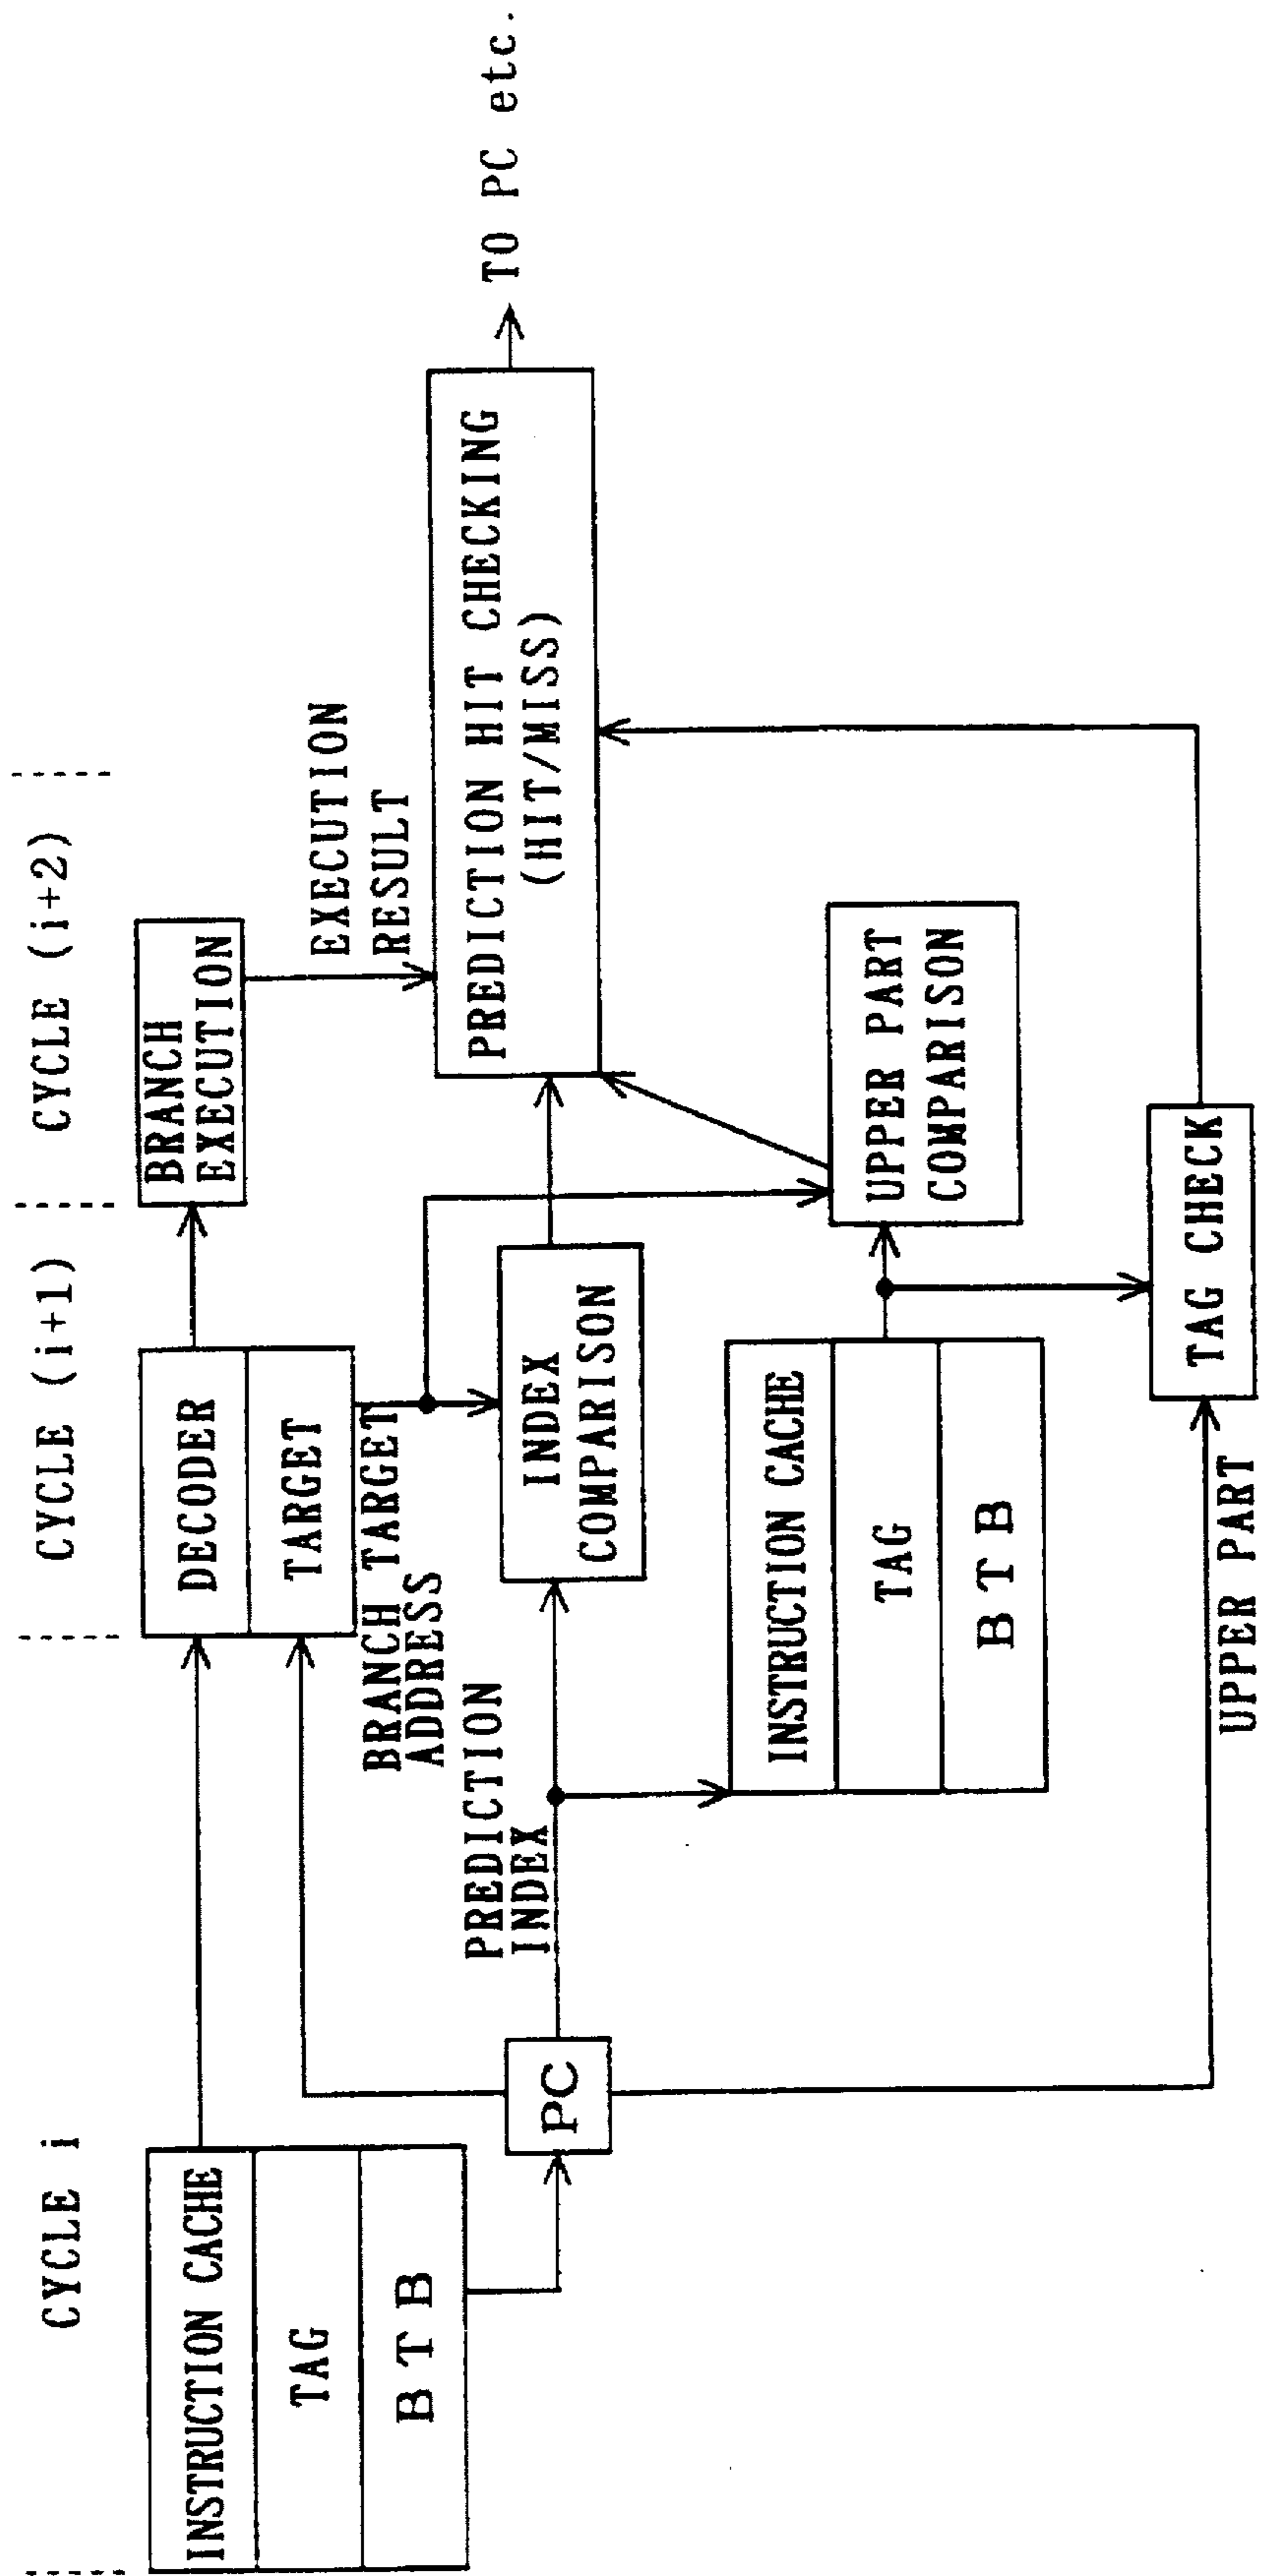 CYCLE i
CYCLE (i+1)
CYCLE (i+2)
INSTRUCTION CACHE
TAG
B T B
DECODER
TARGET
BRANCH
EXECUTION
BRANCH TARGET
ADDRESS
EXECUTION
RESULT
PC
PREDICTION
INDEX
INDEX
COMPARISON
PREDICTION HIT CHECKING
(HIT/MISS)
TO PC etc.
INSTRUCTION CACHE
TAG
B T B
UPPER PART
COMPARISON
UPPER PART
TAG CHECK